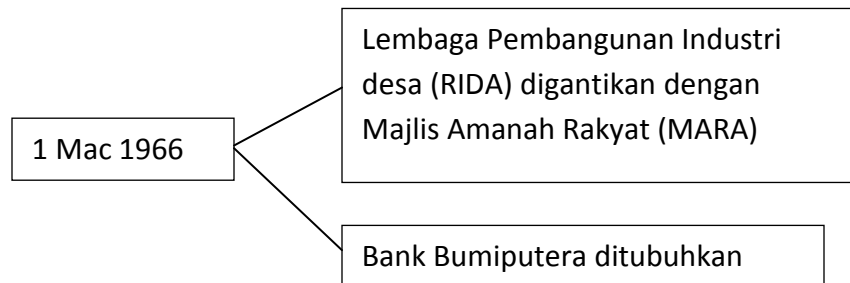 1 Mac 1966
Lembaga Pembangunan Industri
desa (RIDA) digantikan dengan
Majlis Amanah Rakyat (MARA)
Bank Bumiputera ditubuhkan